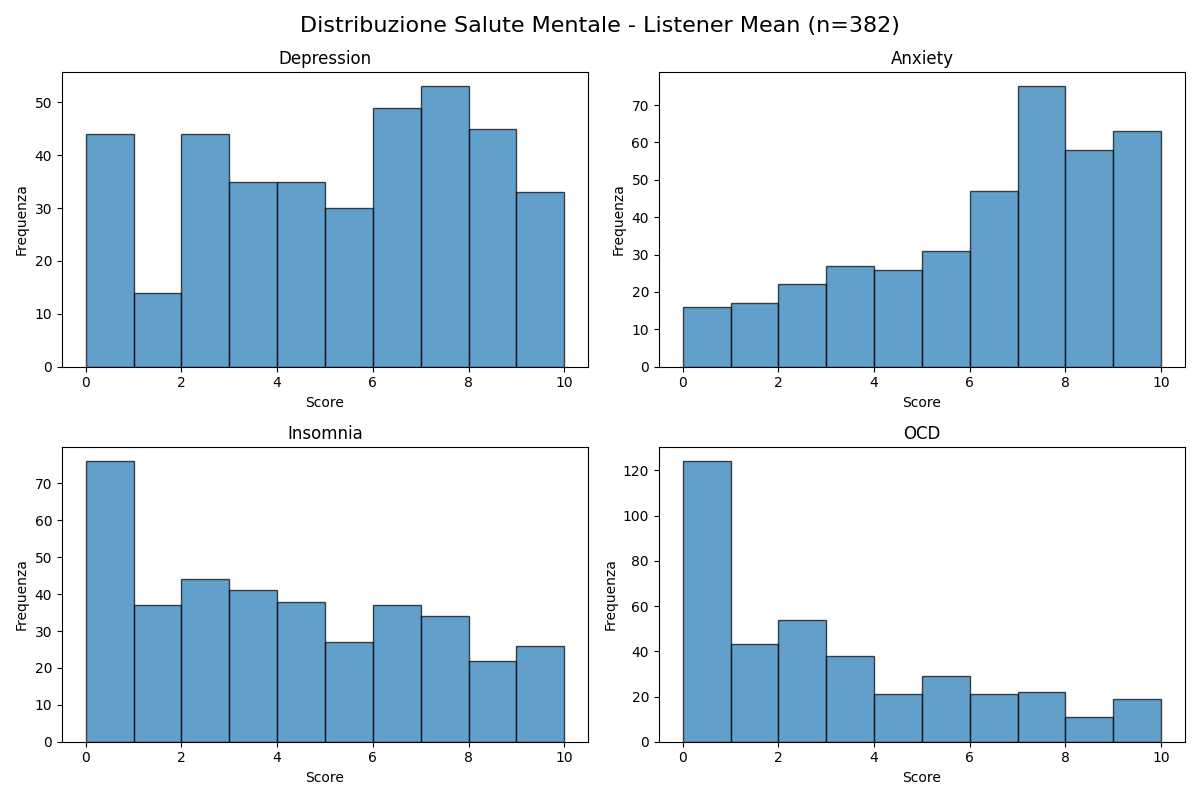 Distribuzione Salute Mentale - Listener Mean (n=382)
Depression
Frequenza
50
40
30
20
10
0
0 2 4 6 8 10
Score
Anxiety
Frequenza
70
60
50
40
30
20
10
0
0 2 4 6 8 10
Score
Insomnia
Frequenza
70
60
50
40
30
20
10
0
0 2 4 6 8 10
Score
OCD
Frequenza
120
100
80
60
40
20
0
0 2 4 6 8 10
Score